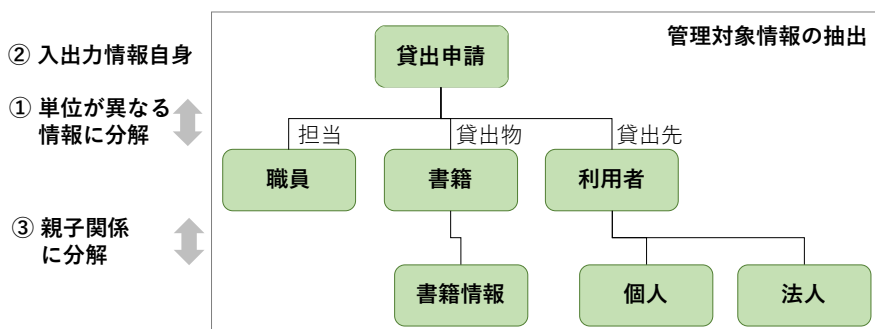 管理対象情報の抽出
② 入出力情報自身
貸出申請
① 単位が異なる
情報に分解
担当
貸出物
貸出先
職員
書籍
利用者
③ 親子関係
に分解
書籍情報
個人
法人